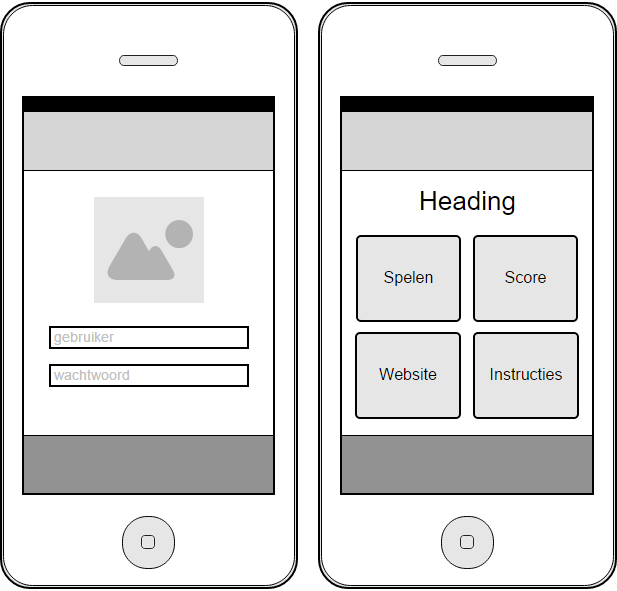 gebruiker
wachtwoord
Heading
Spelen
Score
Website
Instructies